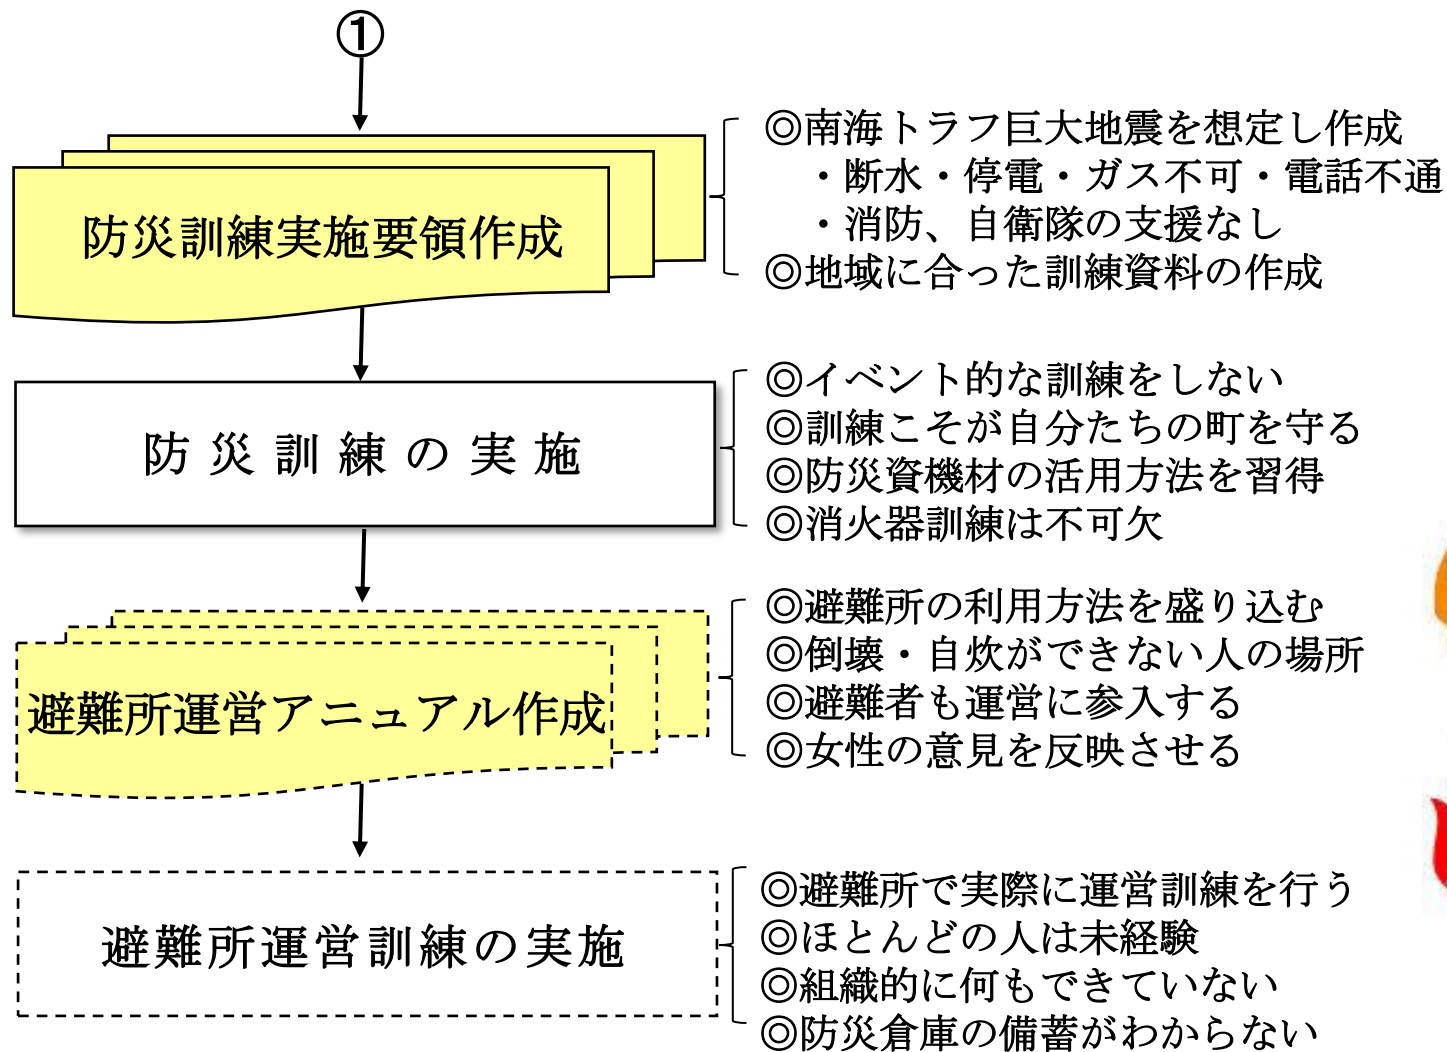 ①
防災訓練実施要領作成
◎南海トラフ巨大地震を想定し作成
・断水・停電・ガス不可・電話不通
・消防、自衛隊の支援なし
◎地域に合った訓練資料の作成
防災訓練の実施
◎イベント的な訓練をしない
◎訓練こそが自分たちの町を守る
◎防災資機材の活用方法を習得
◎消火器訓練は不可欠
避難所運営アニュアル作成
◎避難所の利用方法を盛り込む
◎倒壊・自炊ができない人の場所
◎避難者も運営に参入する
◎女性の意見を反映させる
避難所運営訓練の実施
◎避難所で実際に運営訓練を行う
◎ほとんどの人は未経験
◎組織的に何もできていない
◎防災倉庫の備蓄がわからない